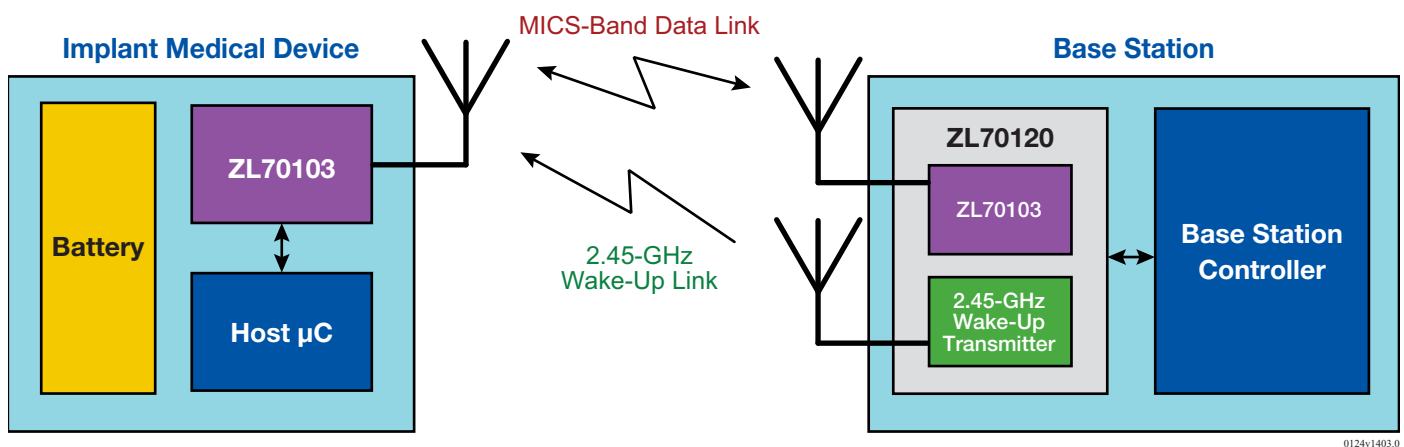 MICS-Band Data Link
Implant Medical Device
Base Station
ZL70103
Battery
Host µC
2.45-GHz
Wake-Up Link
ZL70120
ZL70103
2.45-GHz
Wake-Up
Transmitter
Base Station
Controller
0124v1403.0